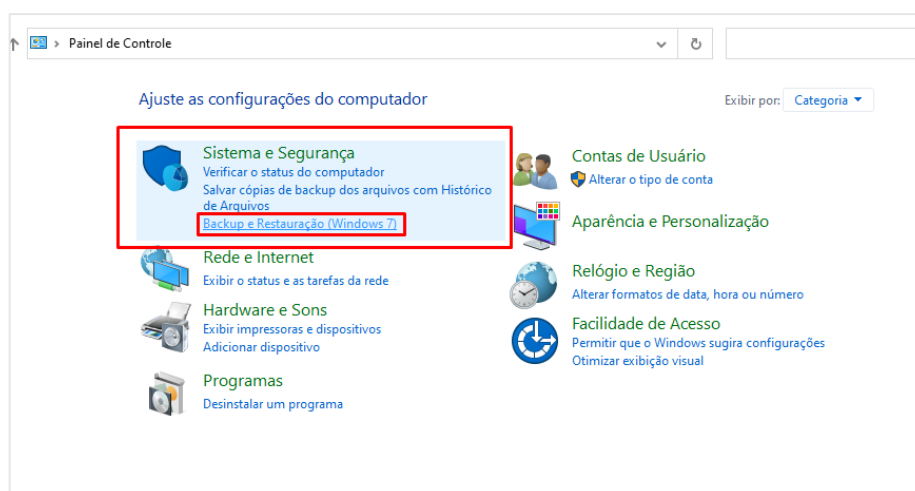 Painel de Controle
Ajuste as configurações do computador
Exibir por: Categoria
Sistema e Segurança
Verificar o status do computador
Salvar cópias de backup dos arquivos com Histórico
de Arquivos
Backup e Restauração (Windows 7)
Rede e Internet
Exibir o status e as tarefas da rede
Hardware e Sons
Exibir impressoras e dispositivos
Adicionar dispositivo
Programas
Desinstalar um programa
Contas de Usuário
Alterar o tipo de conta
Aparência e Personalização
Relógio e Região
Alterar formatos de data, hora ou número
Facilidade de Acesso
Permitir que o Windows sugira configurações
Otimizar exibição visual